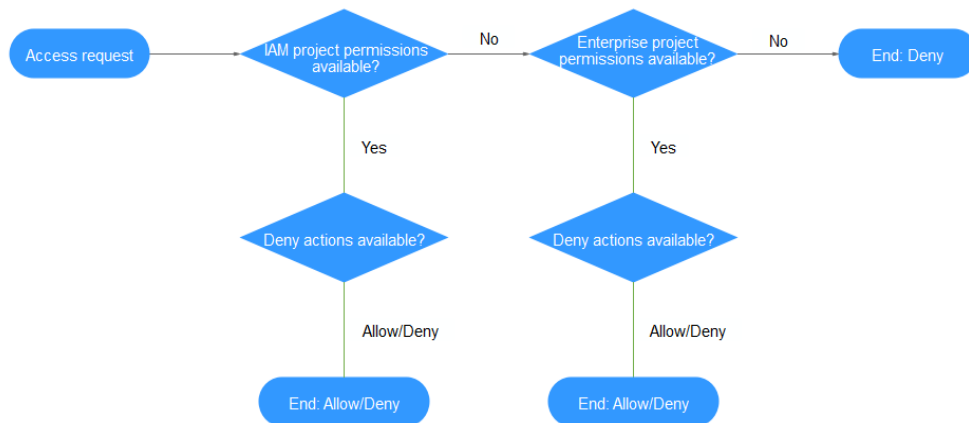 Access request
IAM project permissions
available?
No
Enterprise project
permissions available?
No
End: Deny
Yes
Yes
Deny actions available?
Deny actions available?
Allow/Deny
Allow/Deny
End: Allow/Deny
End: Allow/Deny